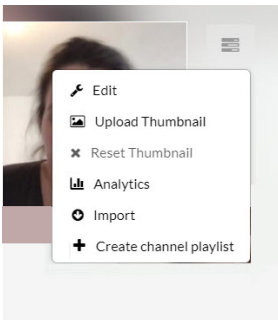 Edit
Upload Thumbnail
Reset Thumbnail
Analytics
Import
Create channel playlist